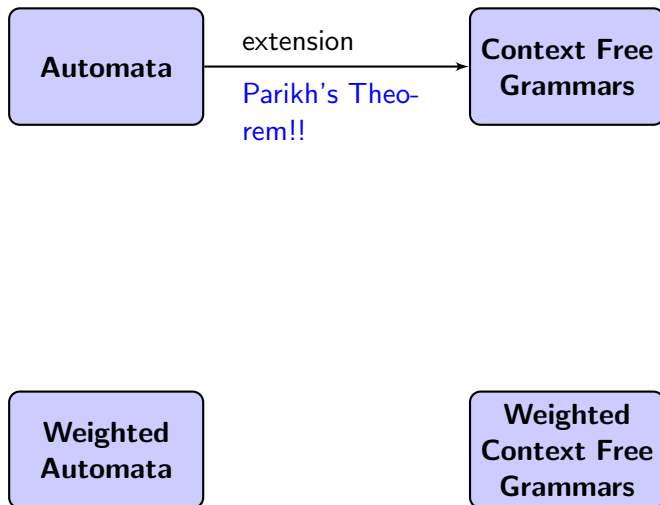 Automata
extension
Parikh's Theo-
rem!!
Context Free
Grammars
Weighted
Automata
Weighted
Context Free
Grammars